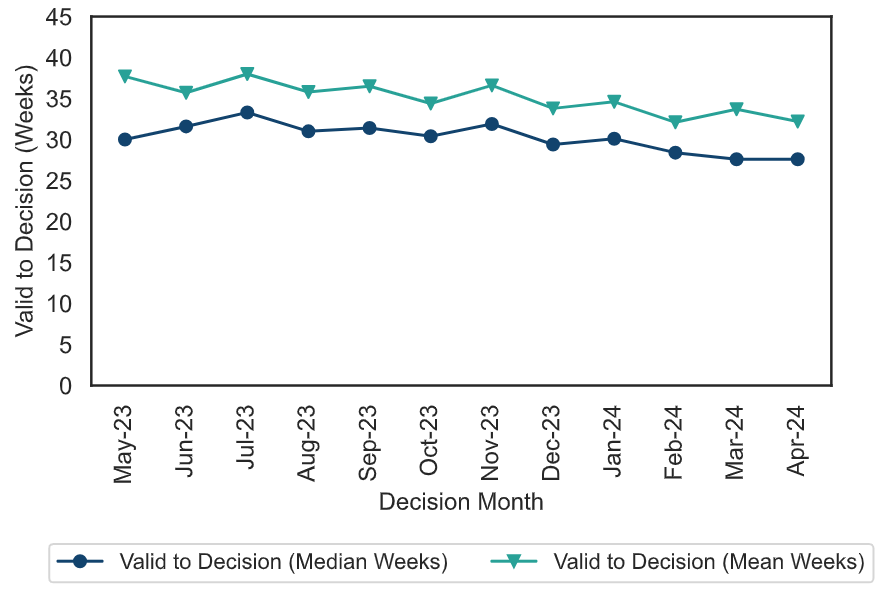 Valid to Decision (Weeks)
45
40
35
30
25
20
15
10
5
0
May-23
Jun-23
Jul-23
Aug-23
Sep-23
Oct-23
Nov-23
Dec-23
Jan-24
Feb-24
Mar-24
Apr-24
Decision Month
Valid to Decision (Median Weeks)
Valid to Decision (Mean Weeks)